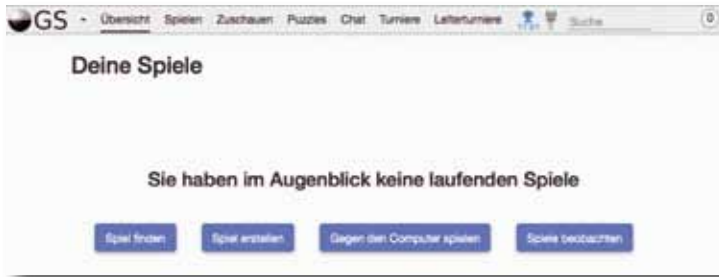 GS Übersicht Spielen Zuschauen Puzzles Chat Turniere Leiterturniere Suche 0
Deine Spiele
Sie haben im Augenblick keine laufenden Spiele
Spiel finden Spiel erstellen Gegen den Computer spielen Spiele beobachten